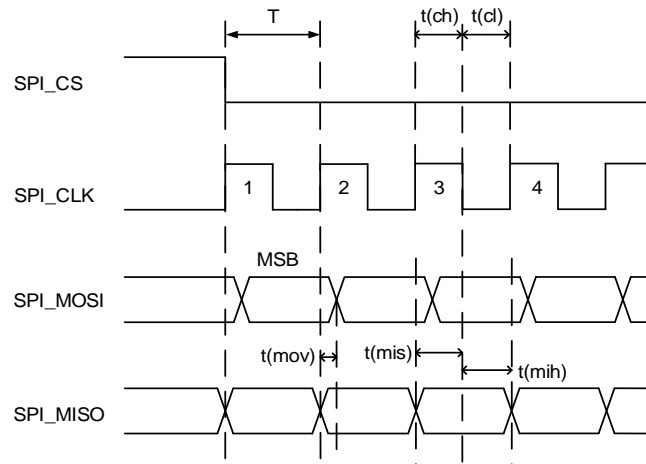 T
t(ch)
t(cl)
SPI_CS
SPI_CLK
1
2
3
4
MSB
SPI_MOSI
t(mov)
t(mis)
t(mih)
SPI_MISO